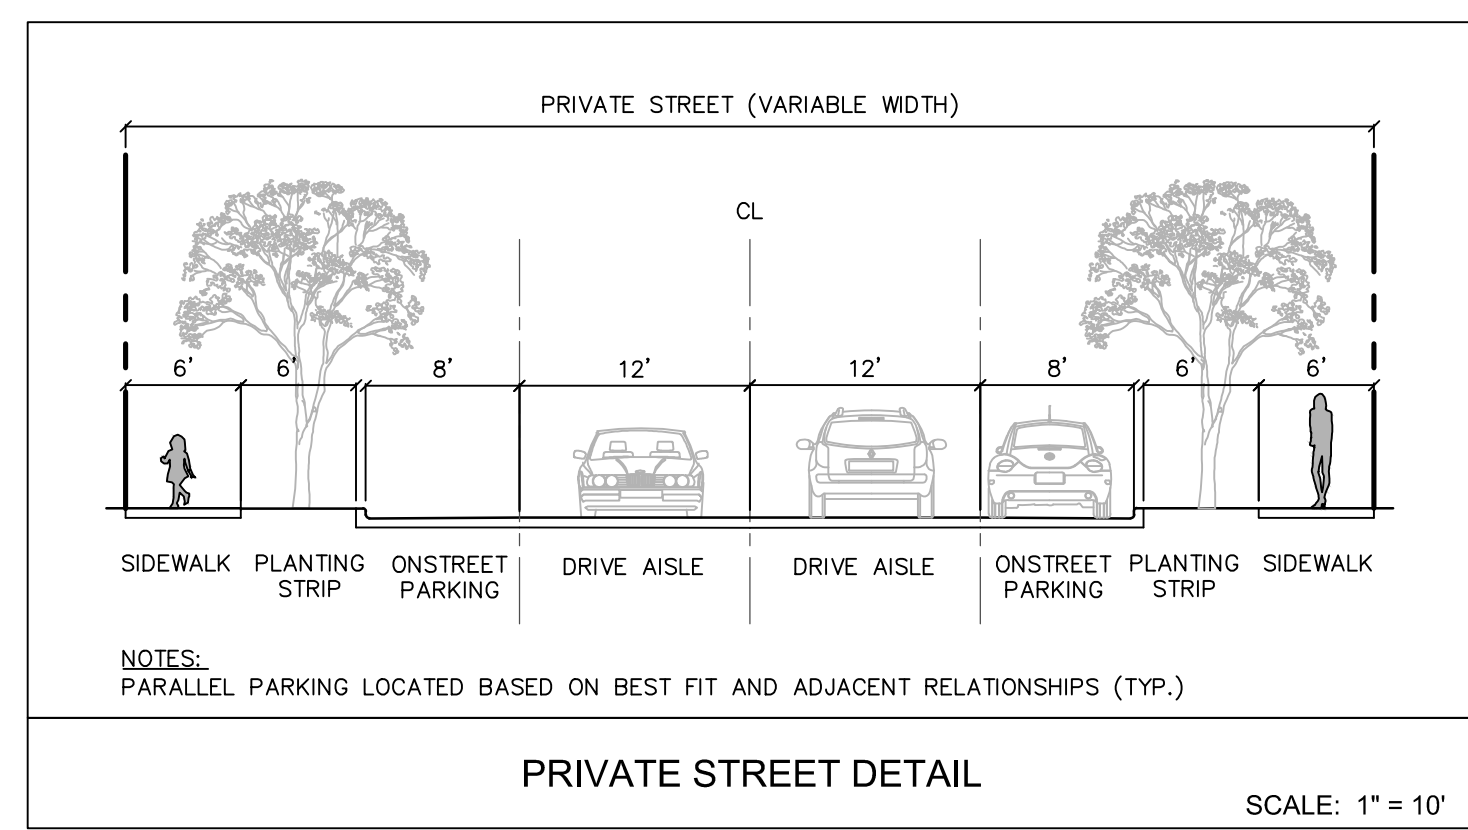 PRIVATE STREET (VARIABLE WIDTH)
CL
6' 6' 8' 12' 12' 8' 6' 6'
SIDEWALK PLANTING STRIP ONSTREET PARKING DRIVE AISLE DRIVE AISLE ONSTREET PARKING PLANTING STRIP SIDEWALK
NOTES:
PARALLEL PARKING LOCATED BASED ON BEST FIT AND ADJACENT RELATIONSHIPS (TYP.)
PRIVATE STREET DETAIL
SCALE: 1" = 10'